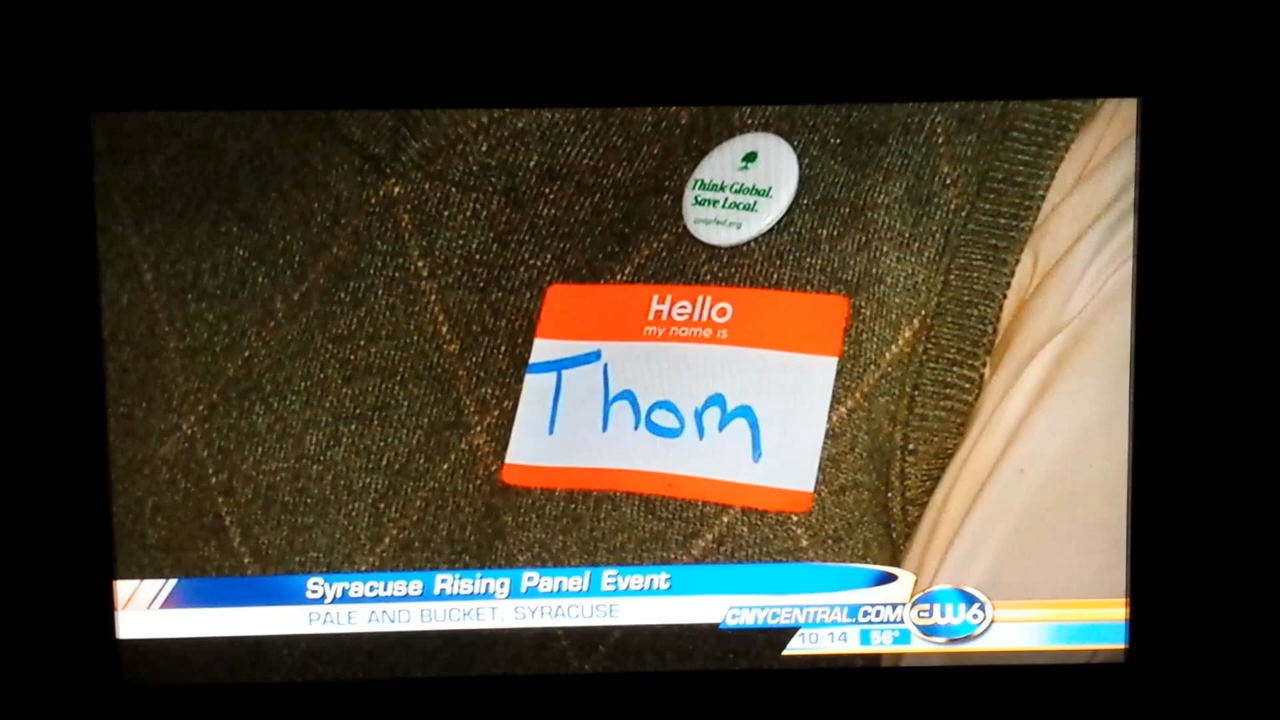 Think Global.
Save Local.
Hello
my name is
Thom
Syracuse Rising Panel Event
PALE AND BUCKET, SYRACUSE
CNYCENTRAL.COM
CW6
10:14 56°